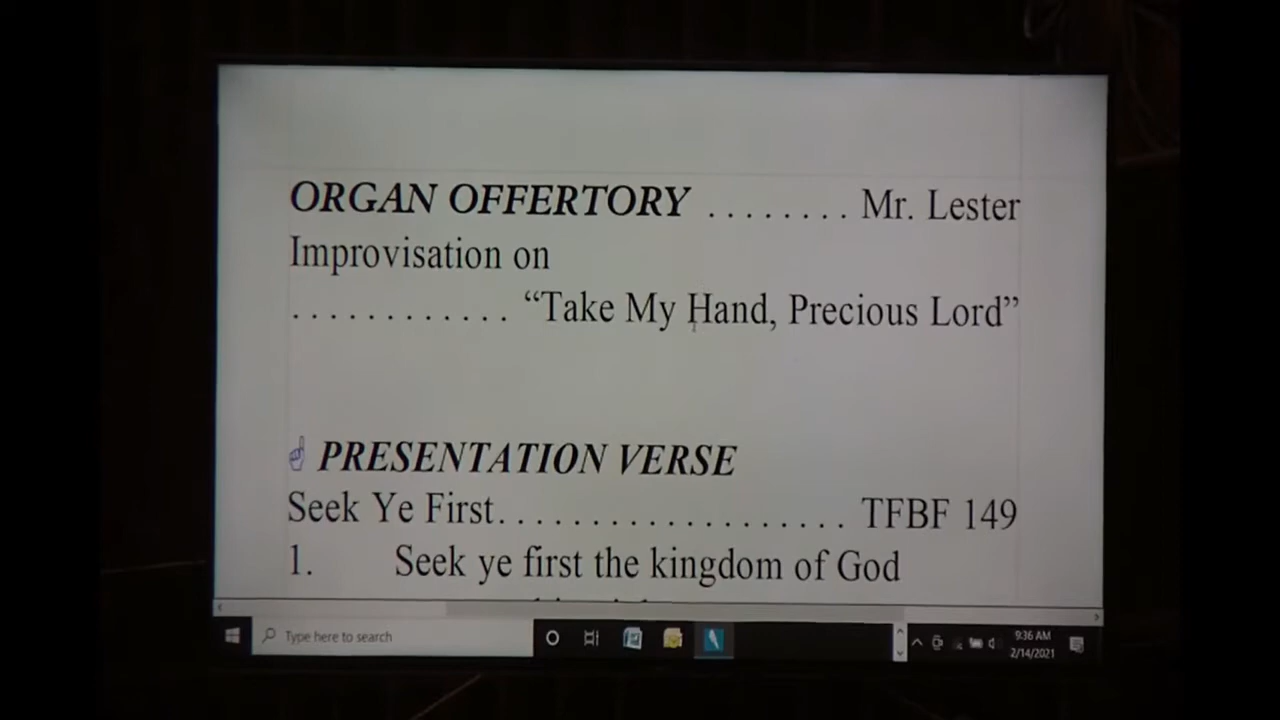 ORGAN OFFERTORY . . . . . . . . Mr. Lester
Improvisation on
. . . . . . . . . . . . “Take My Hand, Precious Lord”
PRESENTATION VERSE
Seek Ye First. . . . . . . . . . . . . . . . . . . TFBF 149
1. Seek ye first the kingdom of God
Type here to search
9:36 AM
2/14/2021